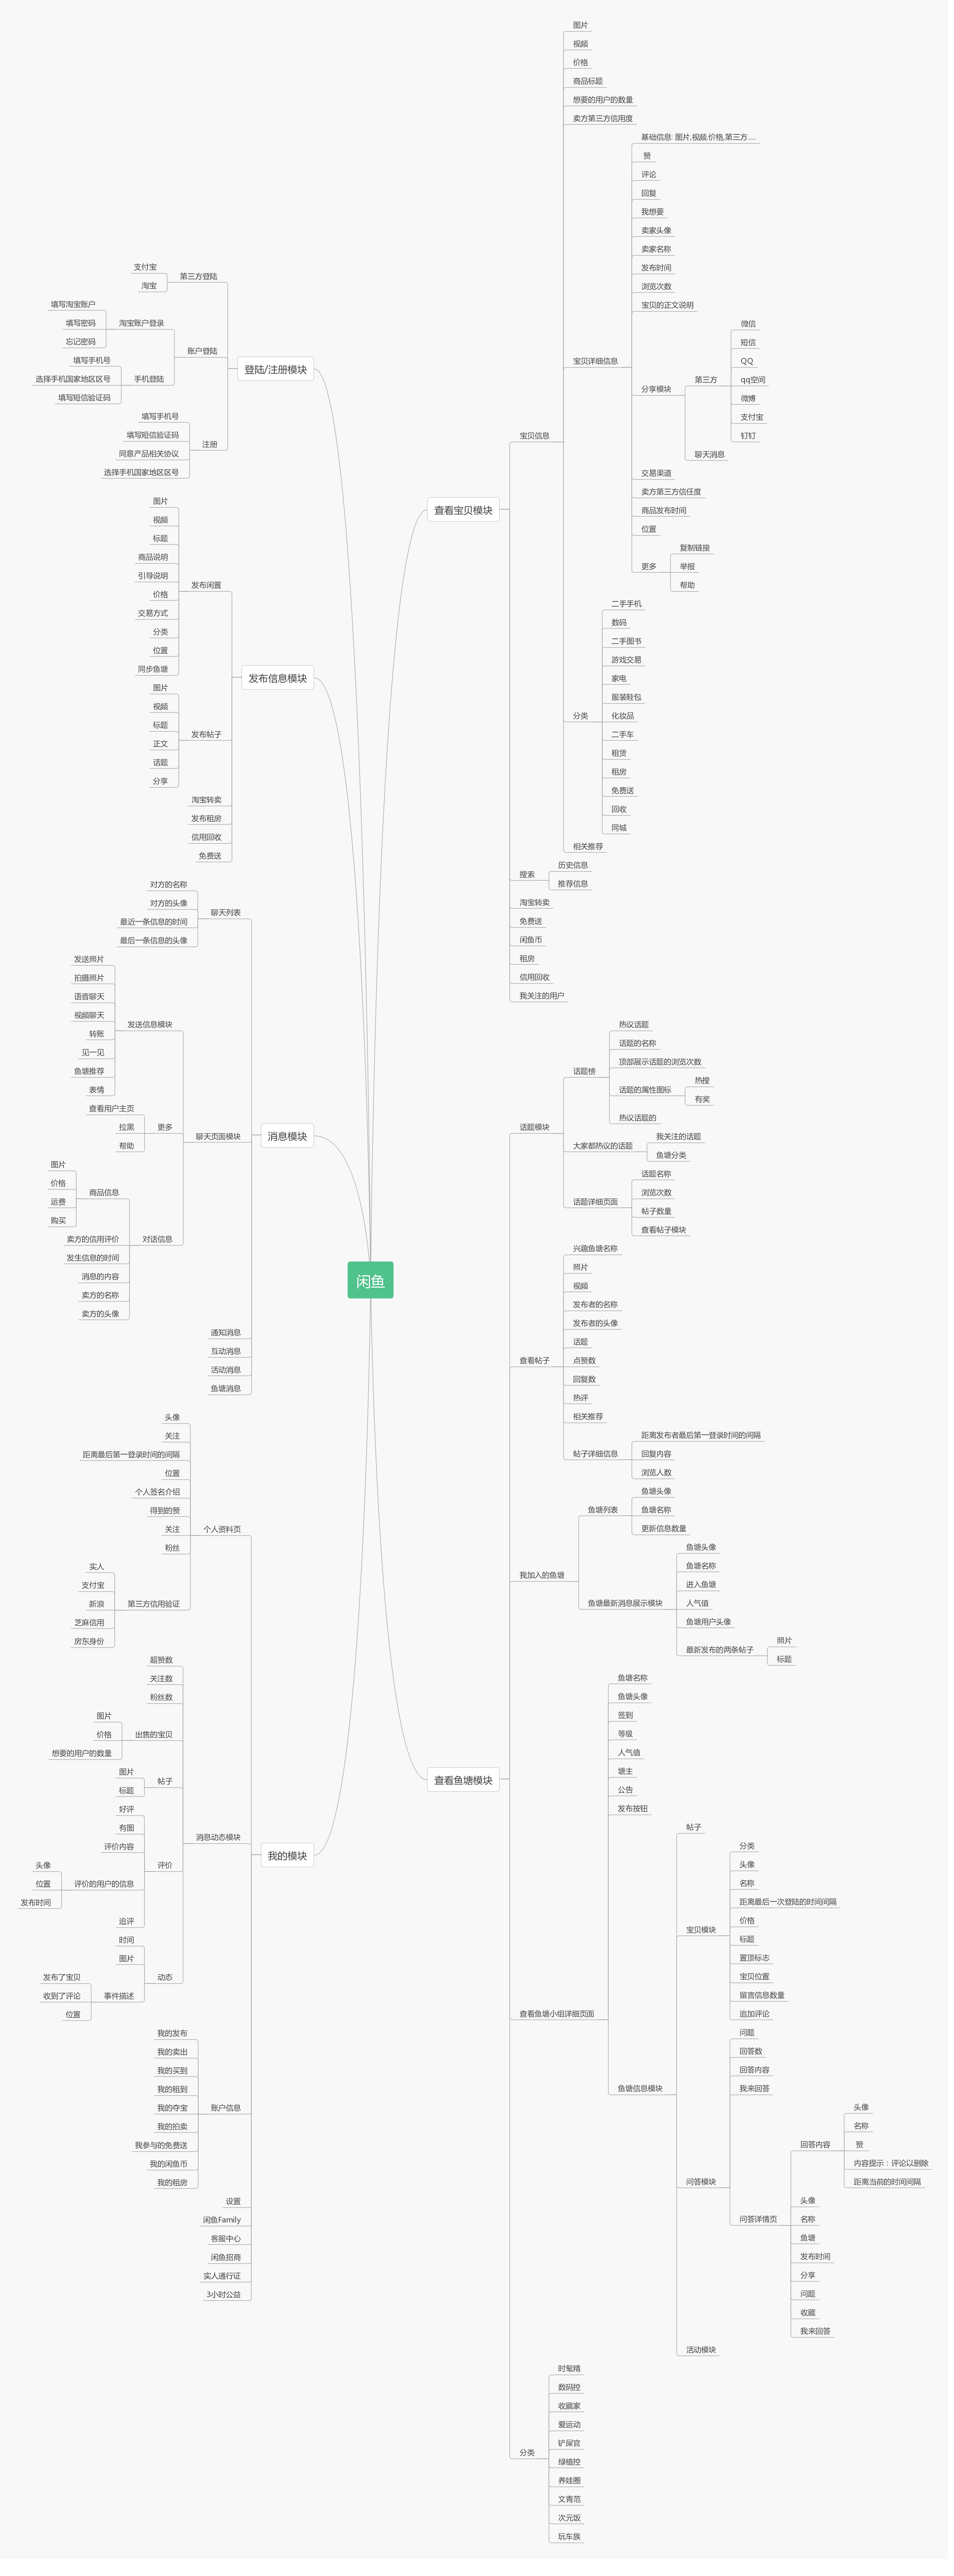 闲鱼
登陆/注册模块
第三方登陆
支付宝
淘宝
账户登陆
淘宝账户登录
填写淘宝账户
填写密码
忘记密码
手机登陆
填写手机号
选择手机国家地区区号
填写短信验证码
注册
填写手机号
填写短信验证码
同意产品相关协议
选择手机国家地区区号
发布信息模块
发布闲置
图片
视频
标题
商品说明
引导说明
价格
交易方式
分类
位置
同步鱼塘
发布帖子
图片
视频
标题
正文
话题
分享
淘宝转卖
发布租房
信用回收
免费送
消息模块
聊天列表
对方的名称
对方的头像
最近一条信息的时间
最后一条信息的头像
聊天页面模块
发送信息模块
发送照片
拍摄照片
语音聊天
视频聊天
转账
见一见
鱼塘推荐
表情
更多
查看用户主页
拉黑
帮助
对话信息
商品信息
图片
价格
运费
购买
卖方的信用评价
发生信息的时间
消息的内容
卖方的名称
卖方的头像
通知消息
互动消息
活动消息
鱼塘消息
我的模块
个人资料页
头像
关注
距离最后第一登录时间的间隔
位置
个人签名介绍
得到的赞
关注
粉丝
第三方信用验证
实人
支付宝
新浪
芝麻信用
房东身份
消息动态模块
超赞数
关注数
粉丝数
出售的宝贝
图片
价格
想要的用户的数量
帖子
图片
标题
评价
好评
有图
评价内容
评价的用户的信息
头像
位置
发布时间
追评
动态
时间
图片
事件描述
发布了宝贝
收到了评论
位置
账户信息
我的发布
我的卖出
我的买到
我的租到
我的夺宝
我的拍卖
我参与的免费送
我的闲鱼币
我的租房
设置
闲鱼Family
客服中心
闲鱼招商
实人通行证
3小时公益
查看宝贝模块
宝贝信息
图片
视频
价格
商品标题
想要的用户的数量
卖方第三方信用度
宝贝详细信息
基础信息: 图片,视频.价格,第三方.....
赞
评论
回复
我想要
卖家头像
卖家名称
发布时间
浏览次数
宝贝的正文说明
分享模块
第三方
微信
短信
QQ
qq空间
微博
支付宝
钉钉
聊天消息
交易渠道
卖方第三方信任度
商品发布时间
位置
更多
复制链接
举报
帮助
分类
二手手机
数码
二手图书
游戏交易
家电
服装鞋包
化妆品
二手车
租赁
租房
免费送
回收
同城
相关推荐
搜索
历史信息
推荐信息
淘宝转卖
免费送
闲鱼币
租房
信用回收
我关注的用户
查看鱼塘模块
话题模块
话题榜
热议话题
话题的名称
顶部展示话题的浏览次数
话题的属性图标
热搜
有奖
热议话题的
大家都热议的话题
我关注的话题
鱼塘分类
话题详细页面
话题名称
浏览次数
帖子数量
查看帖子模块
查看帖子
兴趣鱼塘名称
照片
视频
发布者的名称
发布者的头像
话题
点赞数
回复数
热评
相关推荐
帖子详细信息
距离发布者最后第一登录时间的间隔
回复内容
浏览人数
我加入的鱼塘
鱼塘列表
鱼塘头像
鱼塘名称
更新信息数量
鱼塘最新消息展示模块
鱼塘头像
鱼塘名称
进入鱼塘
人气值
鱼塘用户头像
最新发布的两条帖子
照片
标题
查看鱼塘小组详细页面
鱼塘名称
鱼塘头像
签到
等级
人气值
塘主
公告
发布按钮
鱼塘信息模块
帖子
宝贝模块
分类
头像
名称
距离最后一次登陆的时间间隔
价格
标题
置顶标志
宝贝位置
留言信息数量
追加评论
问答模块
问题
回答数
回答内容
我来回答
问答详情页
回答内容
头像
名称
赞
内容提示：评论以删除
距离当前的时间间隔
头像
名称
鱼塘
发布时间
分享
问题
收藏
我来回答
活动模块
分类
时髦精
数码控
收藏家
爱运动
铲屎官
绿植控
养娃圈
文青范
次元饭
玩车族